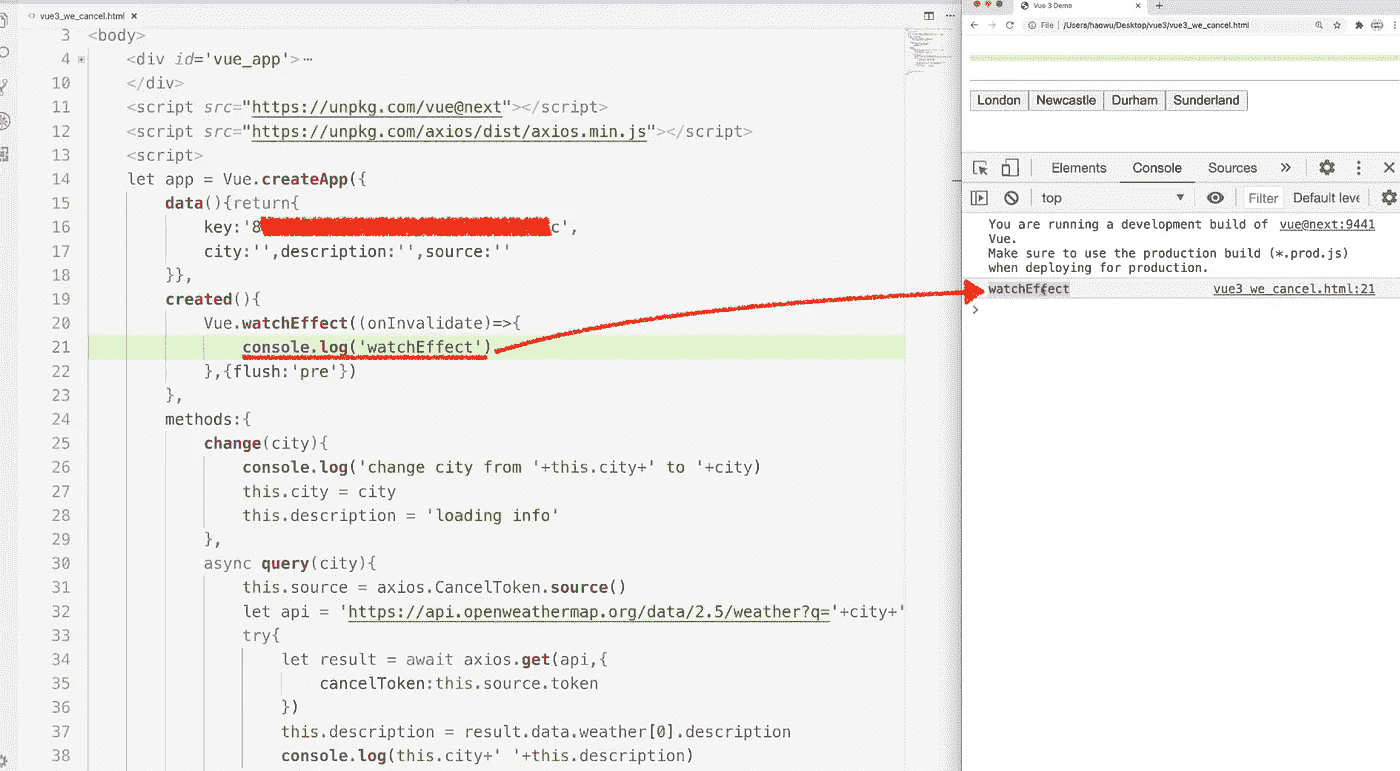 vue3_we_cancel.html
3 <body>
4 <div id='vue_app'>
10 </div>
11 <script src="https://unpkg.com/vue@next"></script>
12 <script src="https://unpkg.com/axios/dist/axios.min.js"></script>
13 <script>
14 let app = Vue.createApp({
15 data(){return{
16 key:'8 c',
17 city:'',description:'',source:''
18 }},
19 created(){
20 Vue.watchEffect((onInvalidate)=>{
21 console.log('watchEffect')
22 },{flush:'pre'})
23 },
24 methods:{
25 change(city){
26 console.log('change city from '+this.city+' to '+city)
27 this.city = city
28 this.description = 'loading info'
29 },
30 async query(city){
31 this.source = axios.CancelToken.source()
32 let api = 'https://api.openweathermap.org/data/2.5/weather?q='+city+'
33 try{
34 let result = await axios.get(api,{
35 cancelToken:this.source.token
36 })
37 this.description = result.data.weather[0].description
38 console.log(this.city+' '+this.description)
Vue 3 Demo
File | /Users/haowu/Desktop/vue3/vue3_we_cancel.html
London Newcastle Durham Sunderland
Elements Console Sources
top Filter Default leve
You are running a development build of vue@next:9441
Vue.
Make sure to use the production build (*.prod.js)
when deploying for production.
watchEffect vue3_we_cancel.html:21